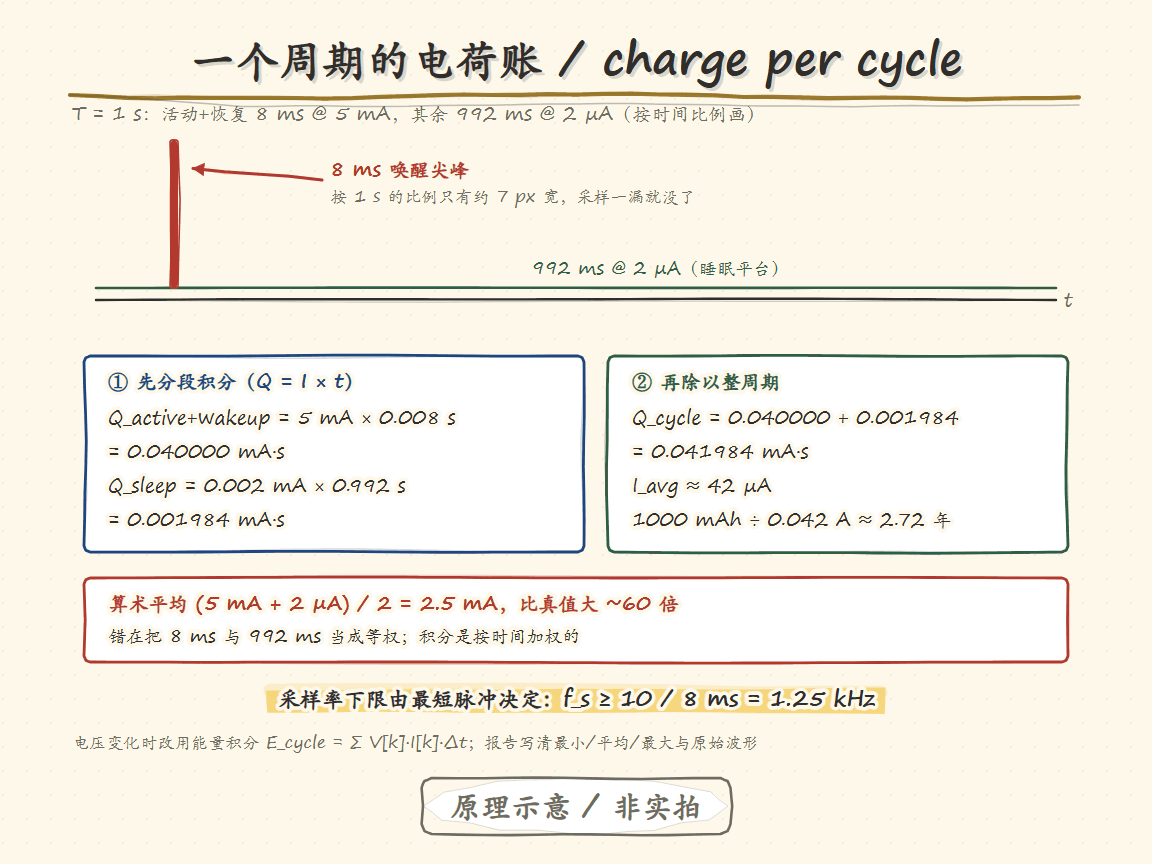 一个周期的电荷账 / charge per cycle
T = 1 s：活动+恢复 8 ms @ 5 mA，其余 992 ms @ 2 μA（按时间比例画）
8 ms 唤醒尖峰
按 1 s 的比例只有约 7 px 宽，采样一漏就没了
992 ms @ 2 μA（睡眠平台）
t
① 先分段积分（Q = I × t）
Q_active+wakeup = 5 mA × 0.008 s
= 0.040000 mA·s
Q_sleep = 0.002 mA × 0.992 s
= 0.001984 mA·s
② 再除以整周期
Q_cycle = 0.040000 + 0.001984
= 0.041984 mA·s
I_avg ≈ 42 μA
1000 mAh ÷ 0.042 A ≈ 2.72 年
算术平均 (5 mA + 2 μA) / 2 = 2.5 mA，比真值大 ~60 倍
错在把 8 ms 与 992 ms 当成等权；积分是按时间加权的
采样率下限由最短脉冲决定：f_s ≥ 10 / 8 ms = 1.25 kHz
电压变化时改用能量积分 E_cycle = Σ V[k]·I[k]·Δt；报告写清最小/平均/最大与原始波形
原理示意 / 非实拍